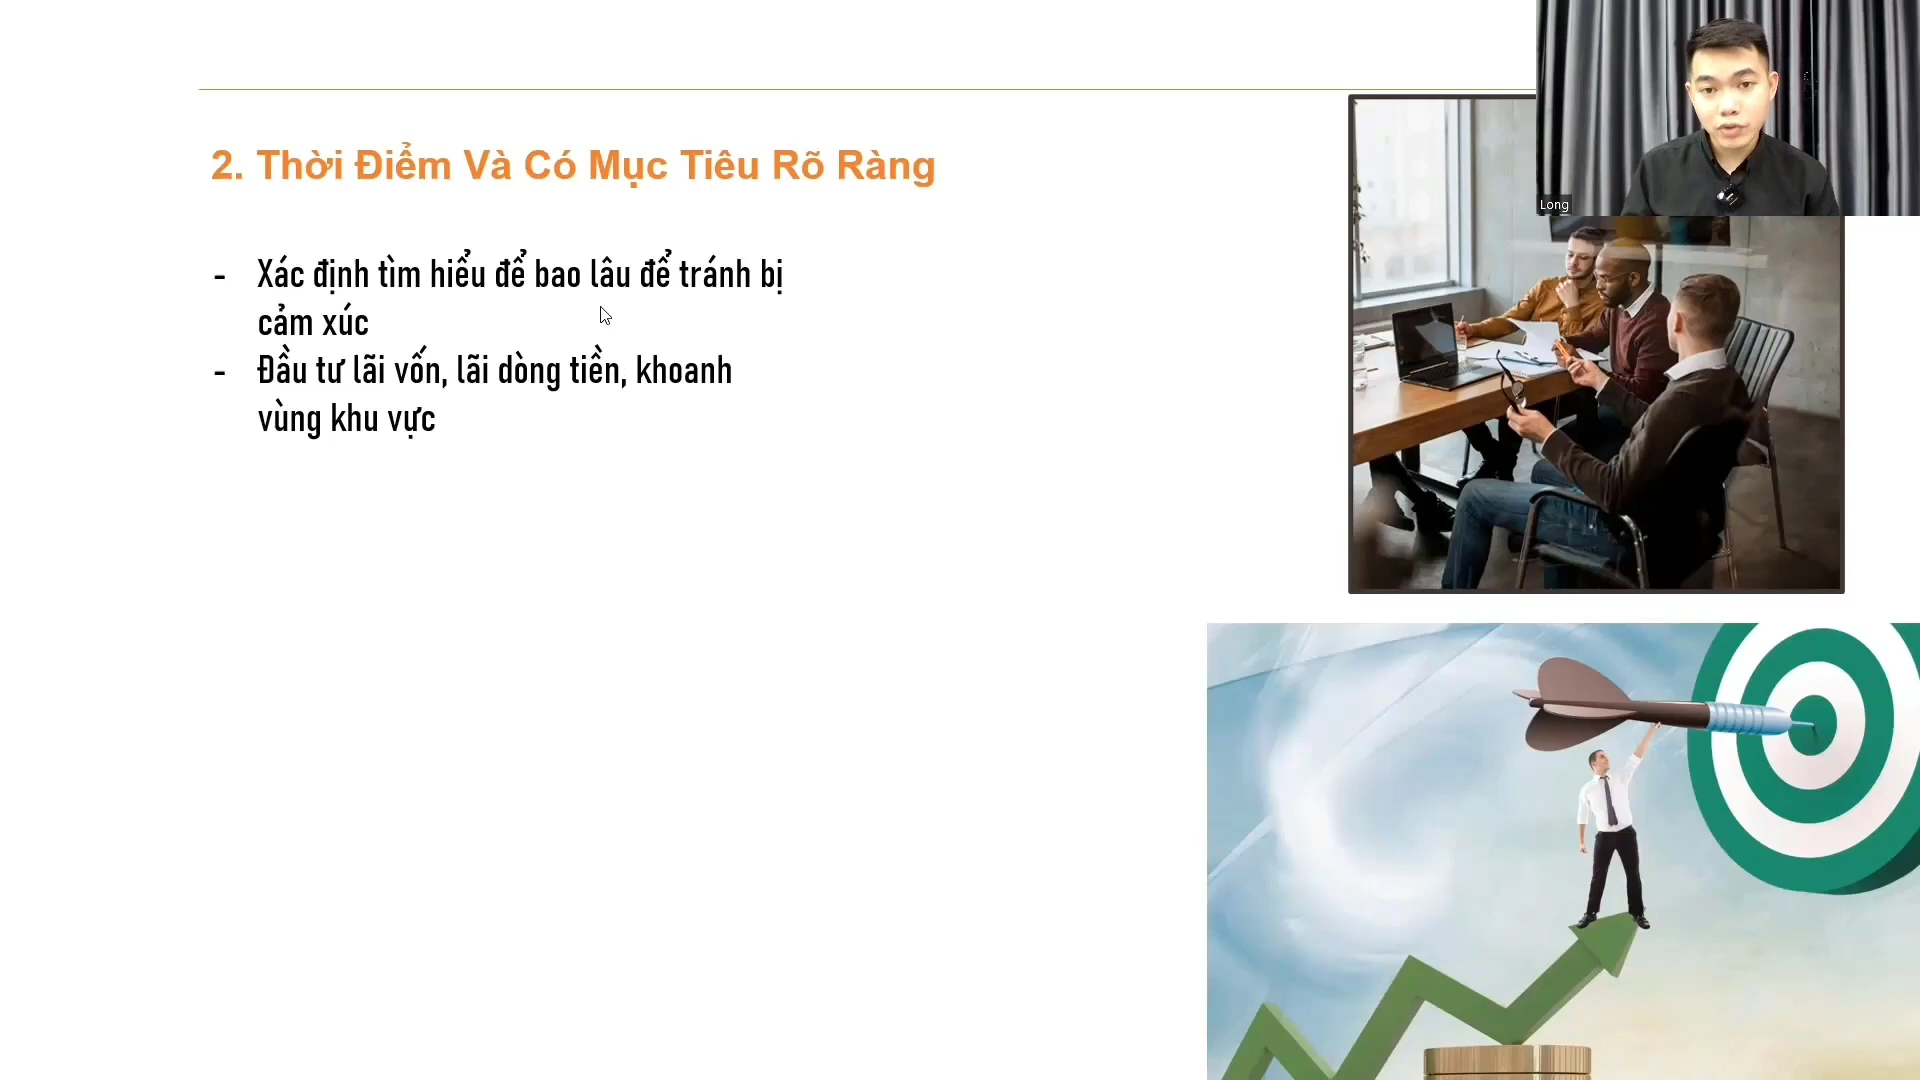 Long
2. Thời Điểm Và Có Mục Tiêu Rõ Ràng
- Xác định tìm hiểu để bao lâu để tránh bị
cảm xúc
- Đầu tư lãi vốn, lãi dòng tiền, khoanh
vùng khu vực